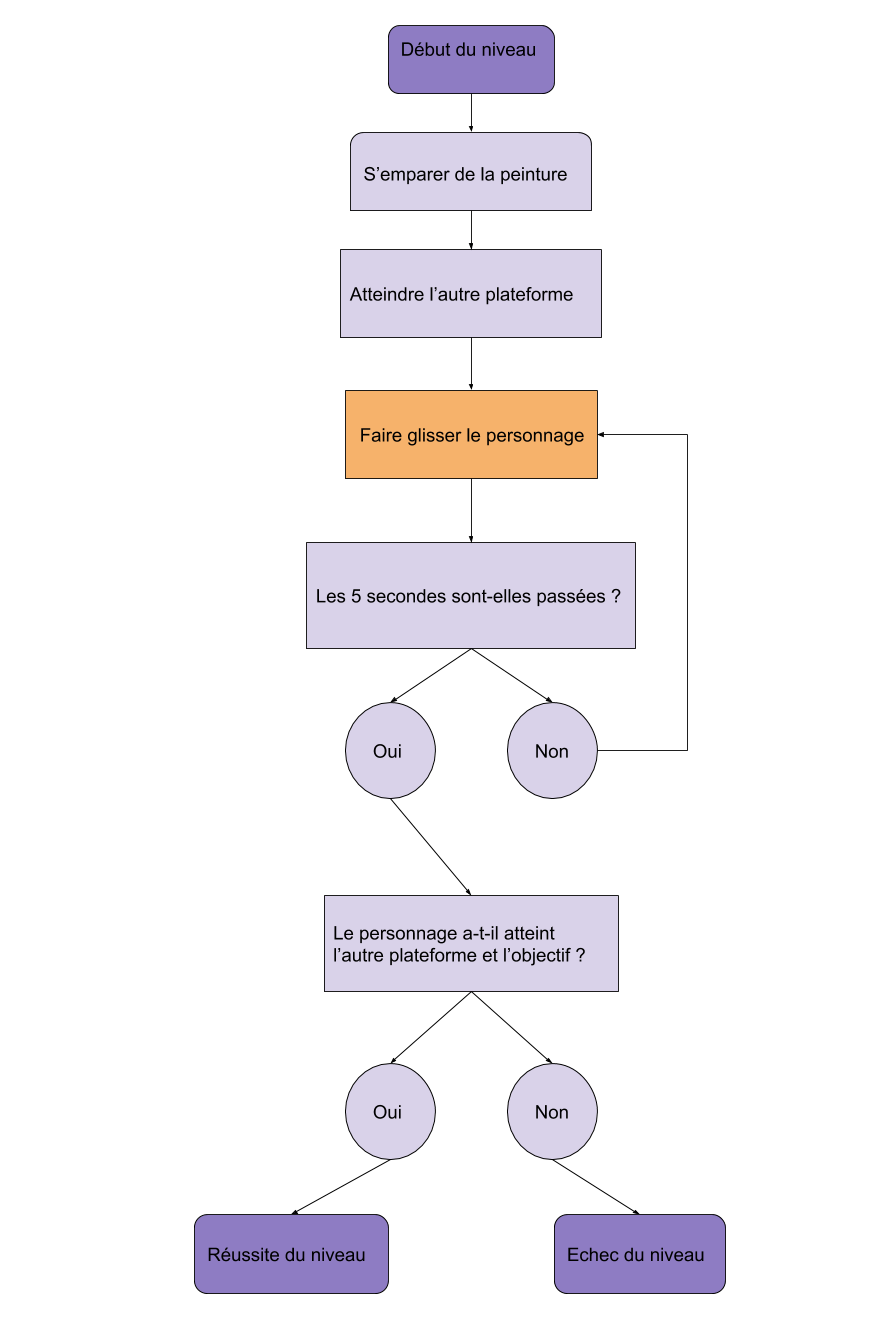 Début du niveau
S’emparer de la peinture
Atteindre l’autre plateforme
Faire glisser le personnage
Les 5 secondes sont-elles passées ?
Oui
Non
Le personnage a-t-il atteint
l’autre plateforme et l’objectif ?
Oui
Non
Réussite du niveau
Echec du niveau